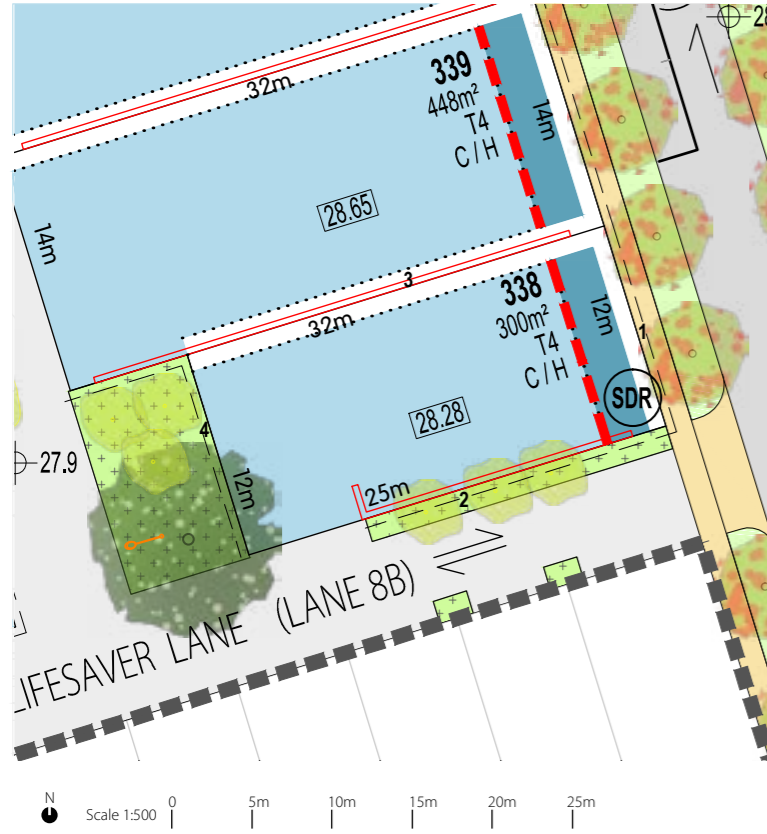 28
339
448m²
T4
C / H
32m
14m
28.65
14m
3
338
300m²
T4
C / H
32m
12m
1
SDR
28.28
4
27.9
12m
25m
2
LIFESAVER LANE (LANE 8B)
N
Scale 1:500
0 5m 10m 15m 20m 25m